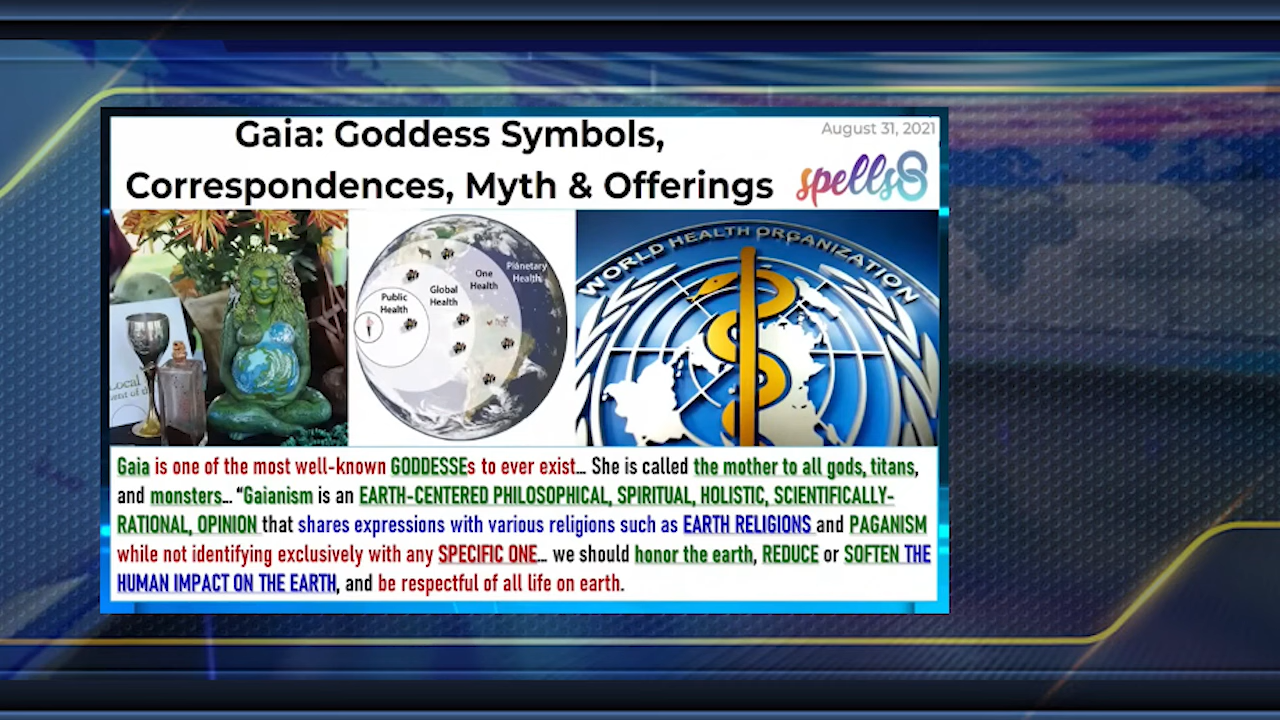 Gaia: Goddess Symbols,
Correspondences, Myth & Offerings
August 31, 2021
spells8
Local
Public
Health
Global
Health
One
Health
Planetary
Health
WORLD HEALTH ORGANIZATION
Gaia is one of the most well-known GODDESSEs to ever exist... She is called the mother to all gods, titans,
and monsters... “Gaianism is an EARTH-CENTERED PHILOSOPHICAL, SPIRITUAL, HOLISTIC, SCIENTIFICALLY-
RATIONAL, OPINION that shares expressions with various religions such as EARTH RELIGIONS and PAGANISM
while not identifying exclusively with any SPECIFIC ONE... we should honor the earth, REDUCE or SOFTEN THE
HUMAN IMPACT ON THE EARTH, and be respectful of all life on earth.